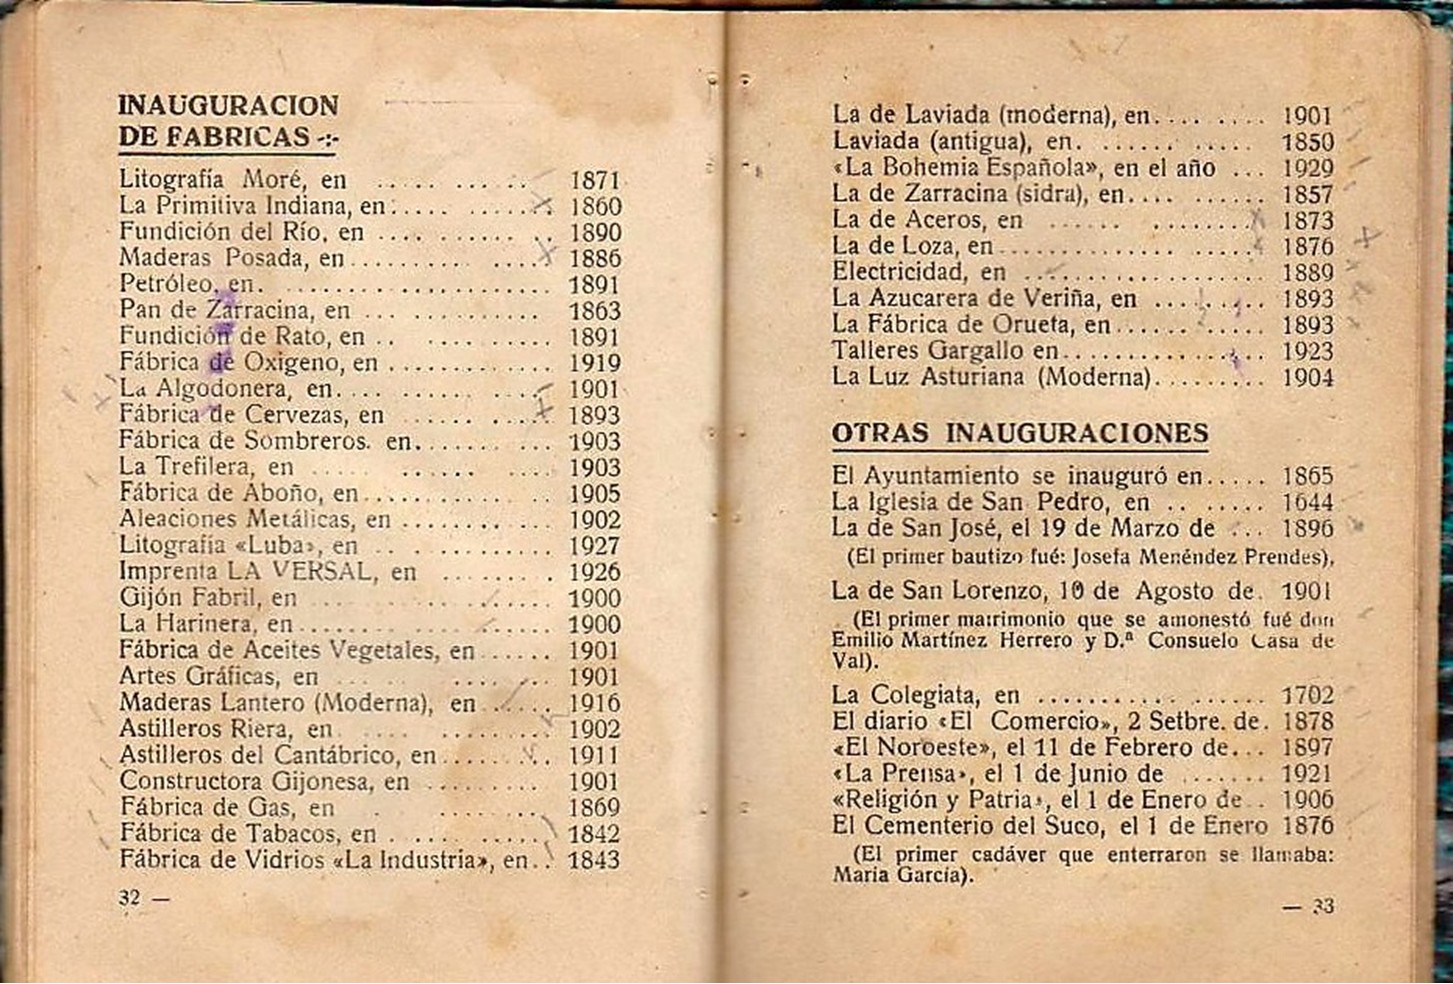 INAUGURACION
DE FABRICAS -:-
Litografía Moré, en .. ... .. ... .. 1871
La Primitiva Indiana, en ..... ....... 1860
Fundición del Río, en .... ......... .. 1890
Maderas Posada, en .......... .... 1886
Petróleo, en. .................... 1891
Pan de Zarracina, en ... ......... ... 1863
Fundición de Rato, en .. ......... 1891
Fábrica de Oxigeno, en ............ 1919
La Algodonera, en. ............... 1901
Fábrica de Cervezas, en ........... 1893
Fábrica de Sombreros. en.......... 1903
La Trefilera, en ..... ...... .... 1903
Fábrica de Aboño, en........... .. 1905
Aleaciones Metálicas, en ........... 1902
Litografía «Luba», en .. .......... 1927
Imprenta LA VERSAL, en ......... 1926
Gijón Fabril, en ................. 1900
La Harinera, en................... 1900
Fábrica de Aceites Vegetales, en ...... 1901
Artes Gráficas, en .... ....... 1901
Maderas Lantero (Moderna), en ..... 1916
Astilleros Riera, en .... ......... 1902
Astilleros del Cantábrico, en......... 1911
Constructora Gijonesa, en ......... 1901
Fábrica de Gas, en . ........ 1869
Fábrica de Tabacos, en . .......... 1842
Fábrica de Vidrios «La Industria», en.. 1843
32 —
La de Laviada (moderna), en.... .... 1901
Laviada (antigua), en. ...... . ..... 1850
«La Bohemia Española», en el año ... 1929
La de Zarracina (sidra), en.... ...... 1857
La de Aceros, en ...... ........ 1873
La de Loza, en .................... 1876
Electricidad, en .................. 1889
La Azucarera de Veriña, en ........ 1893
La Fábrica de Orueta, en........... 1893
Talleres Gargallo en............... 1923
La Luz Asturiana (Moderna)......... 1904
OTRAS INAUGURACIONES
El Ayuntamiento se inauguró en..... 1865
La Iglesia de San Pedro, en .. ...... 1644
La de San José, el 19 de Marzo de ... 1896
(El primer bautizo fué: Josefa Menéndez Prendes),
La de San Lorenzo, 10 de Agosto de. 1901
(El primer matrimonio que se amonestó fué don
Emilio Martínez Herrero y D.ª Consuelo Casa de
Val).
La Colegiata, en ........... ....... 1702
El diario «El Comercio», 2 Setbre. de. 1878
«El Noroeste», el 11 de Febrero de... 1897
«La Prensa», el 1 de Junio de ....... 1921
«Religión y Patria», el 1 de Enero de .. 1906
El Cementerio del Suco, el 1 de Enero 1876
(El primer cadáver que enterraron se llamaba:
Maria García).
— 33